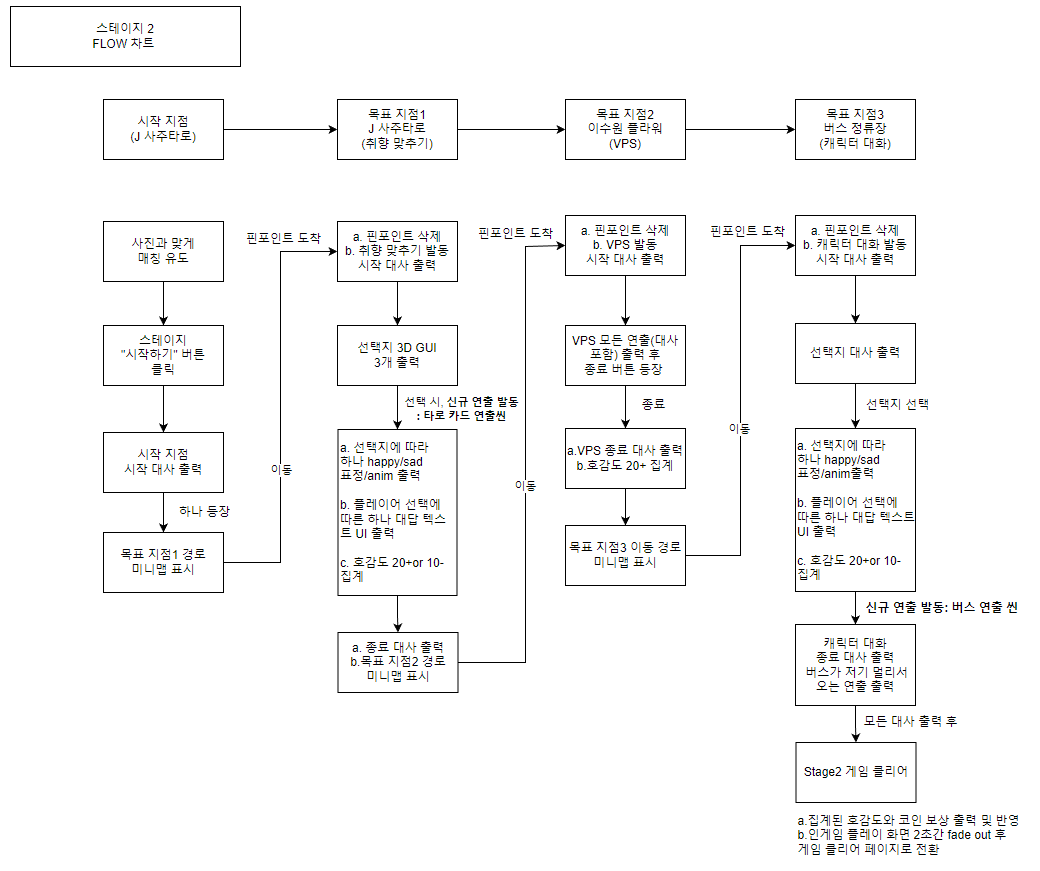 스테이지 2
FLOW 차트
시작 지점
(J 사주타로)
목표 지점1
J 사주타로
(취향 맞추기)
목표 지점2
이수원 플라워
(VPS)
목표 지점3
버스 정류장
(캐릭터 대화)
사진과 맞게
매칭 유도
스테이지
"시작하기" 버튼
클릭
시작 지점
시작 대사 출력
하나 등장
목표 지점1 경로
미니맵 표시
이동
핀포인트 도착
a. 핀포인트 삭제
b. 취향 맞추기 발동
시작 대사 출력
선택지 3D GUI
3개 출력
선택 시, 신규 연출 발동
: 타로 카드 연출씬
a. 선택지에 따라
하나 happy/sad
표정/anim 출력
b. 플레이어 선택에
따른 하나 대답 텍스
트 UI 출력
c. 호감도 20+or 10-
집계
a. 종료 대사 출력
b.목표 지점2 경로
미니맵 표시
이동
핀포인트 도착
a. 핀포인트 삭제
b. VPS 발동
시작 대사 출력
VPS 모든 연출(대사
포함) 출력 후
종료 버튼 등장
종료
a.VPS 종료 대사 출력
b.호감도 20+ 집계
목표 지점3 이동 경로
미니맵 표시
이동
핀포인트 도착
a. 핀포인트 삭제
b. 캐릭터 대화 발동
시작 대사 출력
선택지 대사 출력
선택지 선택
a. 선택지에 따라
하나 happy/sad
표정/anim출력
b. 플레이어 선택에
따른 하나 대답 텍스트
UI 출력
c. 호감도 20+or 10-
집계
신규 연출 발동: 버스 연출 씬
캐릭터 대화
종료 대사 출력
버스가 저기 멀리서
오는 연출 출력
모든 대사 출력 후
Stage2 게임 클리어
a.집계된 호감도와 코인 보상 출력 및 반영
b.인게임 플레이 화면 2초간 fade out 후
게임 클리어 페이지로 전환